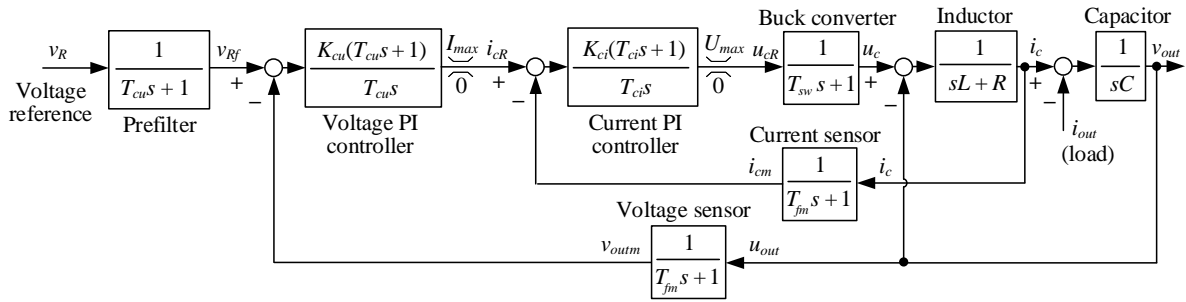 Buck converter
Inductor
Capacitor
v_R
1
T_cu s + 1
v_Rf
+
−
K_cu(T_cu s + 1)
T_cu s
I_max
0
i_cR
+
−
K_ci(T_ci s + 1)
T_ci s
U_max
0
u_cR
1
T_sw s + 1
u_c
+
−
1
sL + R
i_c
+
−
1
sC
v_out
Voltage
reference
Prefilter
Voltage PI
controller
Current PI
controller
Current sensor
i_out
(load)
i_cm
1
T_fm s + 1
i_c
Voltage sensor
v_outm
1
T_fm s + 1
u_out